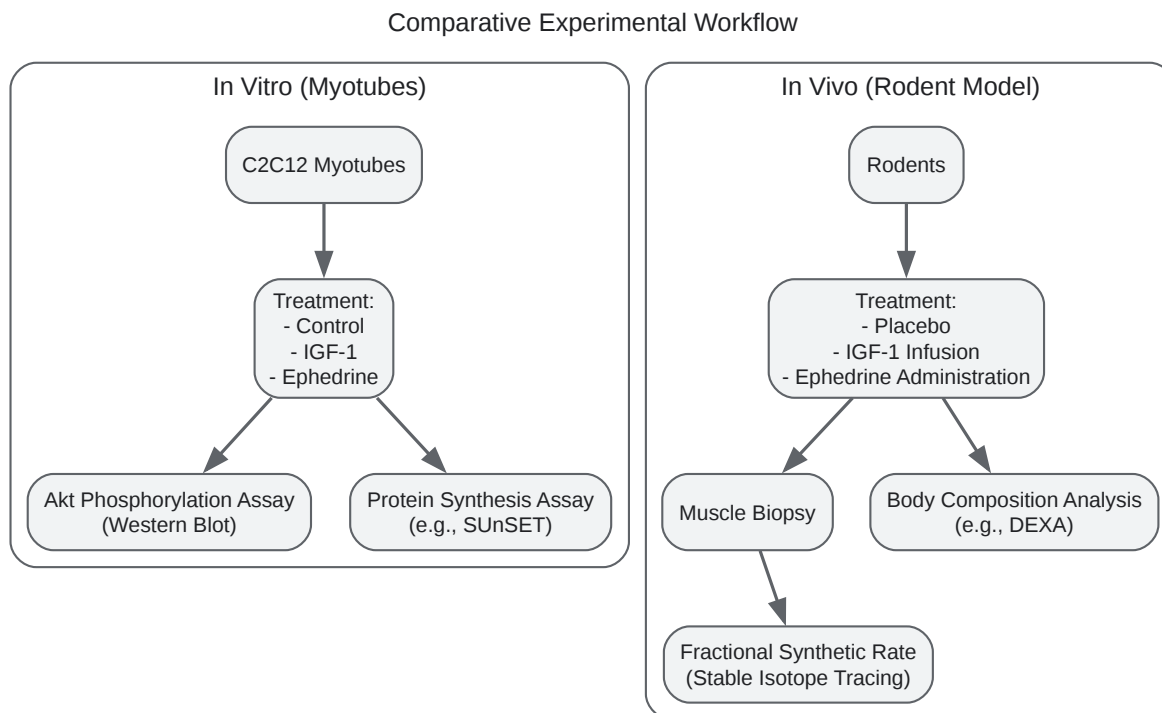 Comparative Experimental Workflow
In Vitro (Myotubes)
C2C12 Myotubes
Treatment:
- Control
- IGF-1
- Ephedrine
Akt Phosphorylation Assay
(Western Blot)
Protein Synthesis Assay
(e.g., SUnSET)
In Vivo (Rodent Model)
Rodents
Treatment:
- Placebo
- IGF-1 Infusion
- Ephedrine Administration
Muscle Biopsy
Body Composition Analysis
(e.g., DEXA)
Fractional Synthetic Rate
(Stable Isotope Tracing)